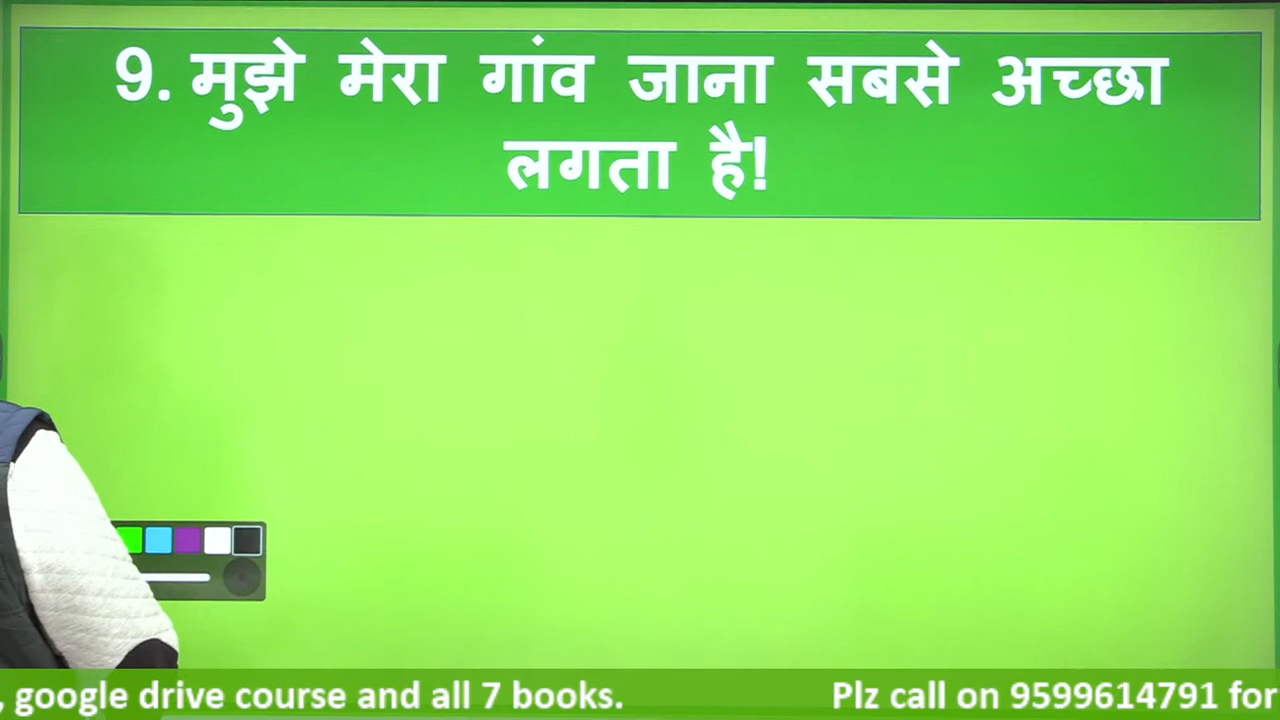 9. मुझे मेरा गांव जाना सबसे अच्छा
लगता है!
, google drive course and all 7 books. Plz call on 9599614791 for